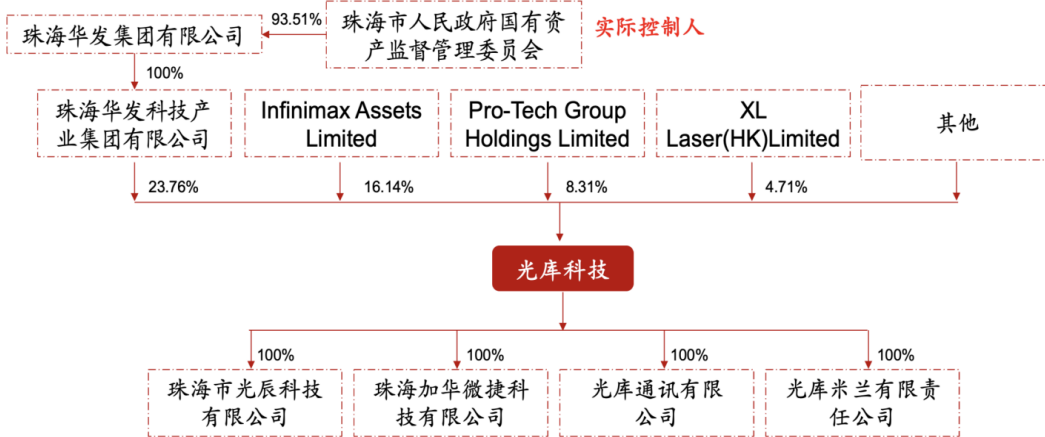 珠海华发集团有限公司
93.51%
珠海市人民政府国有资
产监督管理委员会
实际控制人
100%
珠海华发科技产
业集团有限公司
Infinimax Assets
Limited
Pro-Tech Group
Holdings Limited
XL
Laser(HK)Limited
其他
23.76%
16.14%
8.31%
4.71%
光库科技
100%
100%
100%
100%
珠海市光辰科技
有限公司
珠海加华微捷科
技有限公司
光库通讯有限
公司
光库米兰有限责
任公司